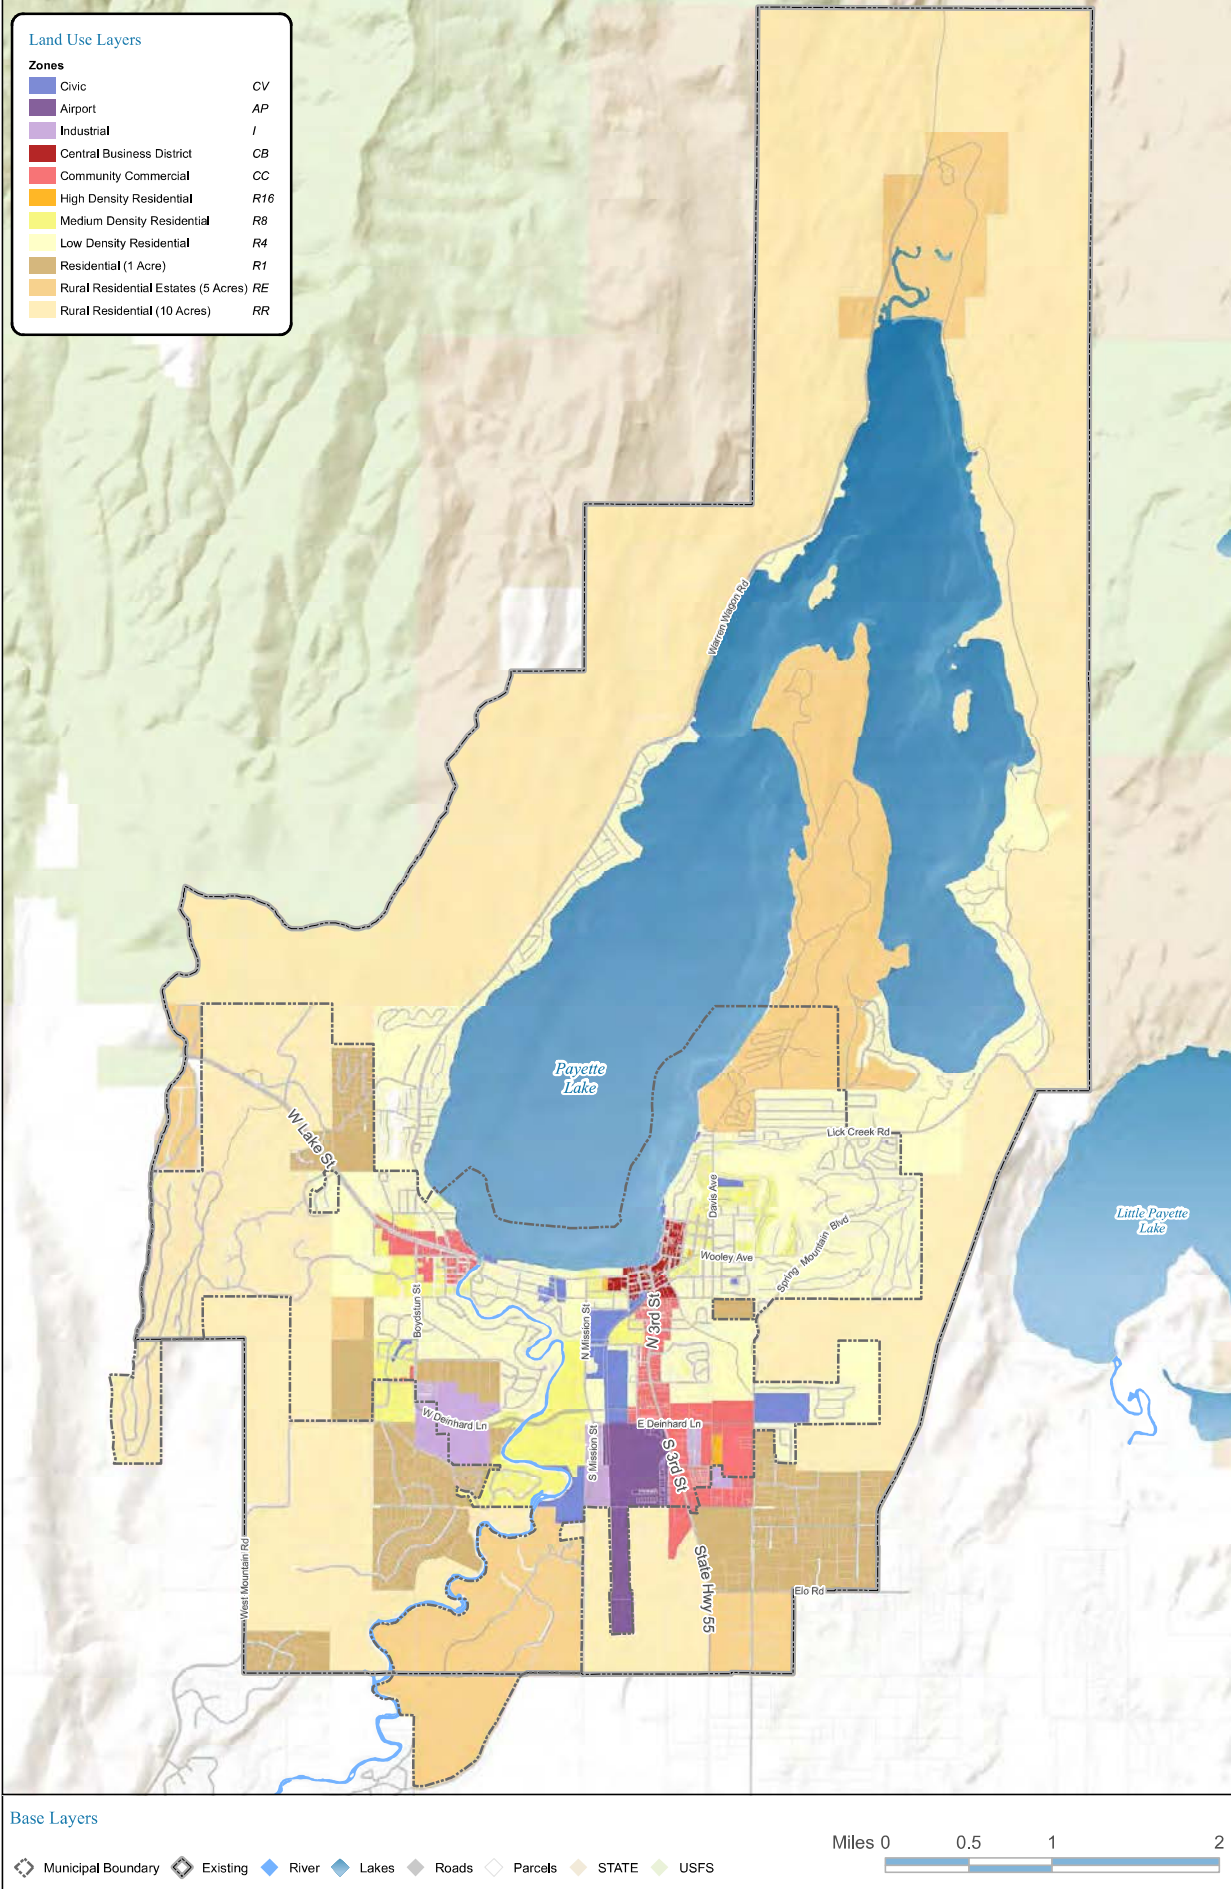 Land Use Layers
Zones
Civic CV
Airport AP
Industrial I
Central Business District CB
Community Commercial CC
High Density Residential R16
Medium Density Residential R8
Low Density Residential R4
Residential (1 Acre) R1
Rural Residential Estates (5 Acres) RE
Rural Residential (10 Acres) RR
Warren Wagon Rd
Payette
Lake
W Lake St
Lick Creek Rd
Davis Ave
Little Payette
Lake
Spring Mountain Blvd
Wooley Ave
Boydstun St
N Mission St
N 3rd St
W Deinhard Ln
E Deinhard Ln
S Mission St
S 3rd St
West Mountain Rd
State Hwy 55
Elo Rd
Base Layers
Miles 0 0.5 1 2
Municipal Boundary Existing River Lakes Roads Parcels STATE USFS